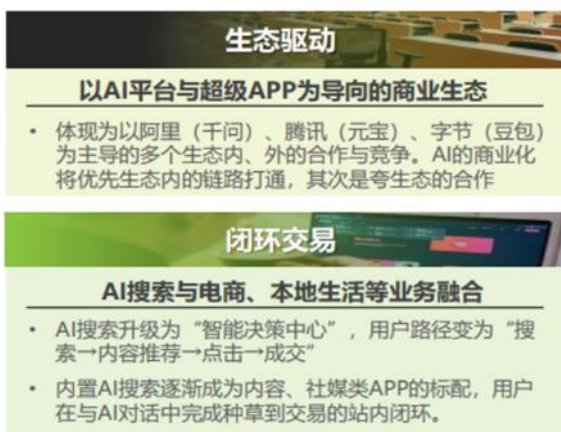 生态驱动
以AI平台与超级APP为导向的商业生态
• 体现为以阿里（千问）、腾讯（元宝）、字节（豆包）
为主导的多个生态内、外的合作与竞争。AI的商业化
将优先生态内的链路打通，其次是夸生态的合作
闭环交易
AI搜索与电商、本地生活等业务融合
• AI搜索升级为“智能决策中心”，用户路径变为“搜
索→内容推荐→点击→成交”
• 内置AI搜索逐渐成为内容、社媒类APP的标配，用户
在与AI对话中完成种草到交易的站内闭环。